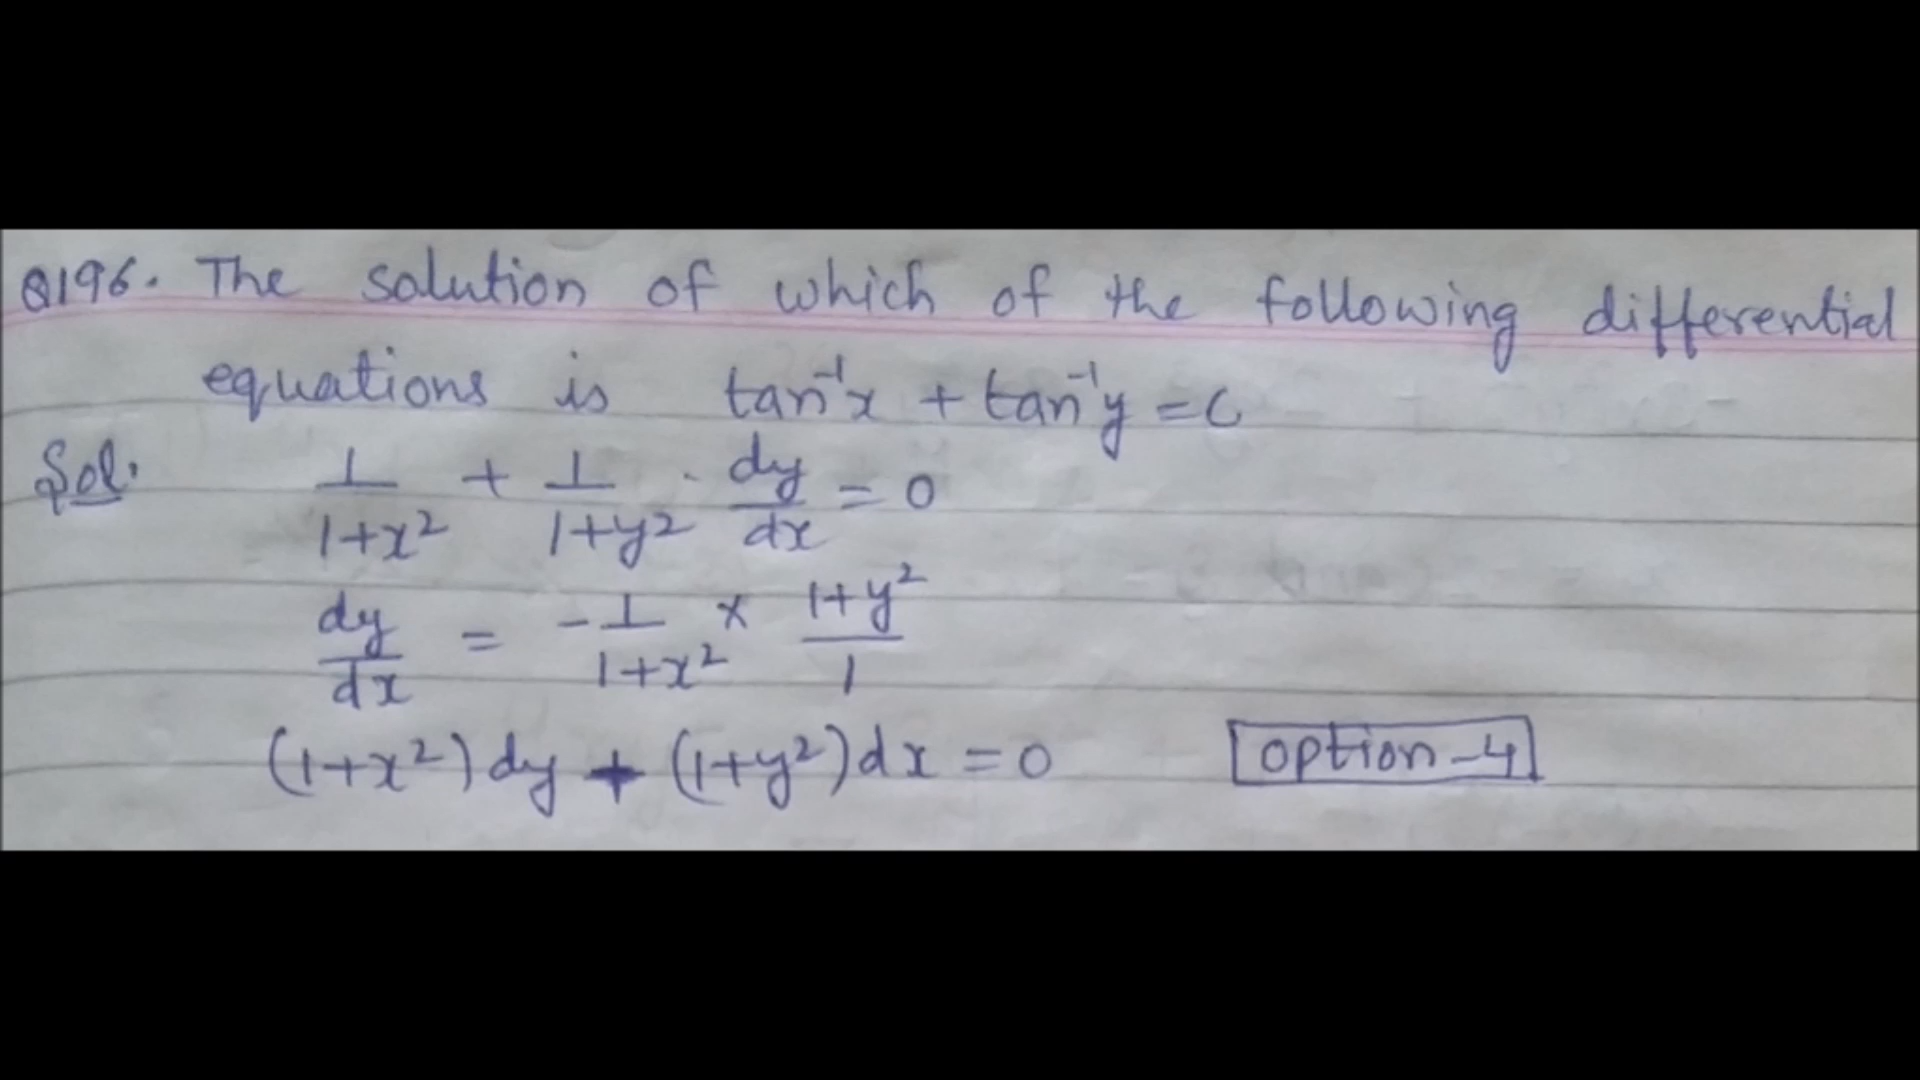 Q196. The solution of which of the following differential
equations is tan⁻¹x + tan⁻¹y = c
Sol. 1/(1+x²) + 1/(1+y²) · dy/dx = 0
dy/dx = -1/(1+x²) × (1+y²)/1
(1+x²)dy + (1+y²)dx = 0 option-4